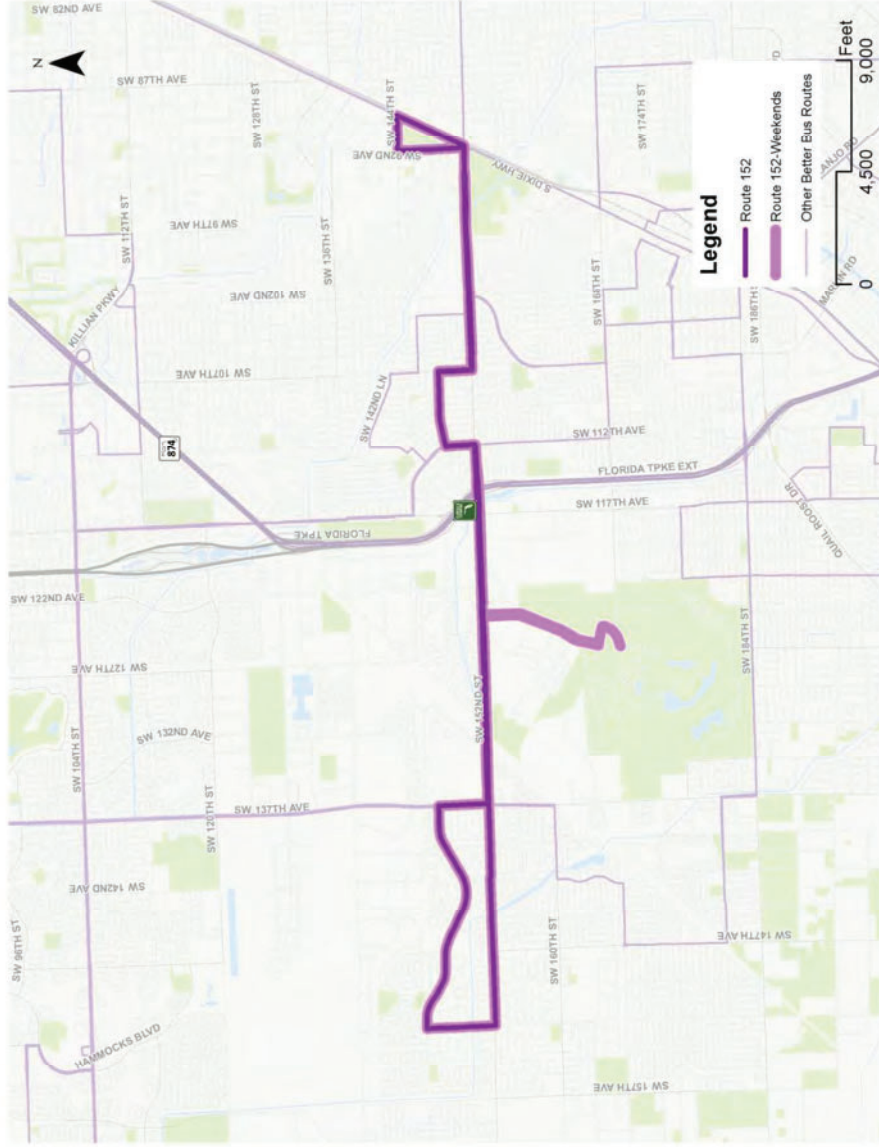 SW 82ND AVE
N
SW 87TH AVE
SW 128TH ST
SW 144TH ST
SW 92ND AVE
SW 112TH ST
SW 97TH AVE
SW 136TH ST
S DIXIE HWY
SW 174TH ST
KILLIAN PKWY
SW 102ND AVE
SW 107TH AVE
SW 142ND LN
SW 186TH S
MARLIN RD
ANJO RD
874
SW 112TH AVE
FLORIDA TPKE EXT
FLORIDA TPKE
SW 117TH AVE
QUAIL ROOST DR
SW 122ND AVE
SW 127TH AVE
SW 104TH ST
SW 132ND AVE
SW 152ND ST
SW 184TH ST
SW 137TH AVE
SW 120TH ST
SW 142ND AVE
SW 96TH ST
SW 160TH ST
SW 147TH AVE
HAMMOCKS BLVD
SW 157TH AVE
Legend
Route 152
Route 152-Weekends
Other Better Bus Routes
0 4,500 9,000
Feet